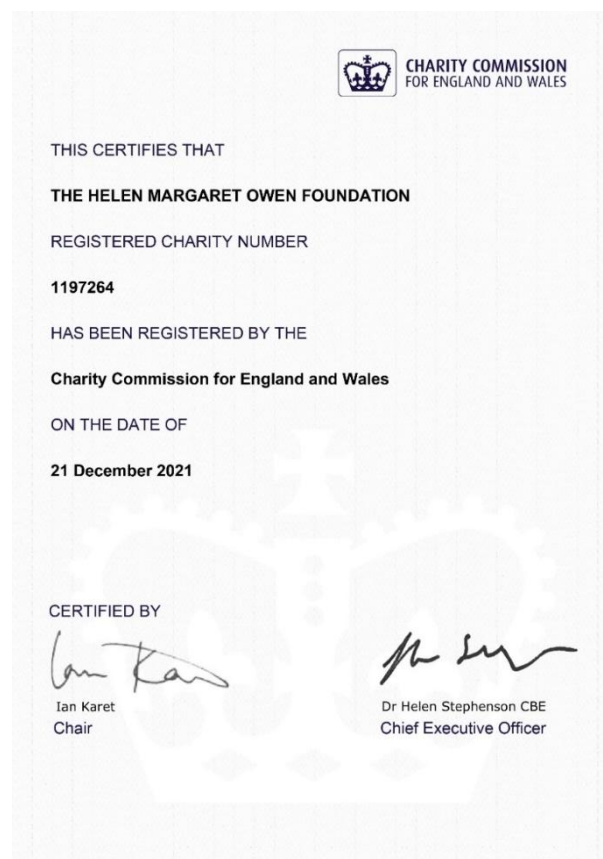 CHARITY COMMISSION
FOR ENGLAND AND WALES
THIS CERTIFIES THAT
THE HELEN MARGARET OWEN FOUNDATION
REGISTERED CHARITY NUMBER
1197264
HAS BEEN REGISTERED BY THE
Charity Commission for England and Wales
ON THE DATE OF
21 December 2021
CERTIFIED BY
Ian Karet
Chair
Dr Helen Stephenson CBE
Chief Executive Officer